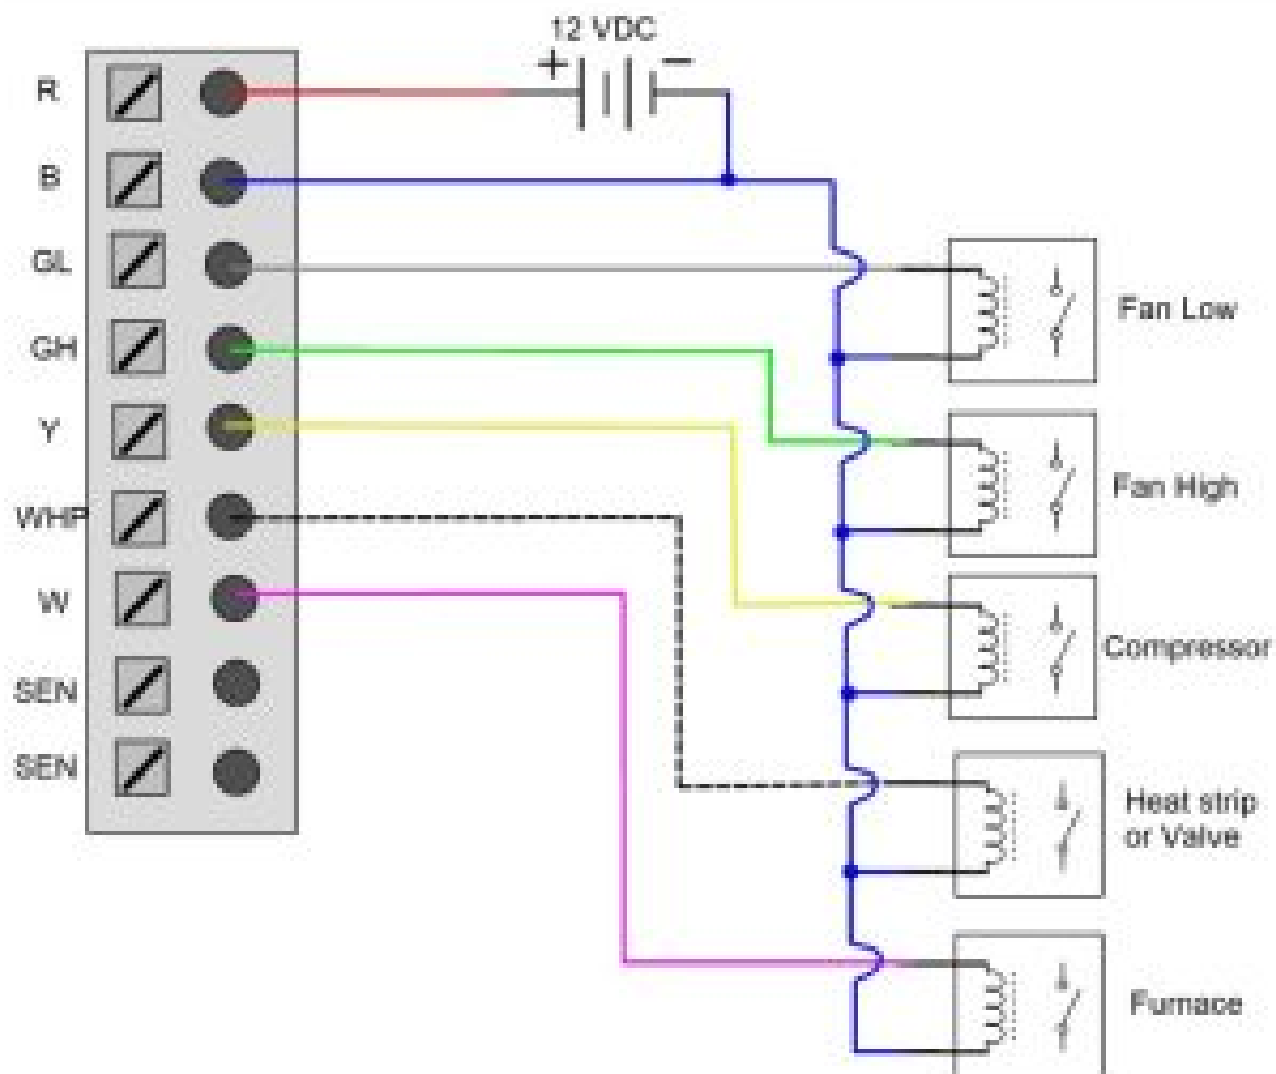 12 VDC
+ −
R
B
GL
GH
Y
WHP
W
SEN
SEN
Fan Low
Fan High
Compressor
Heat strip
or Valve
Furnace